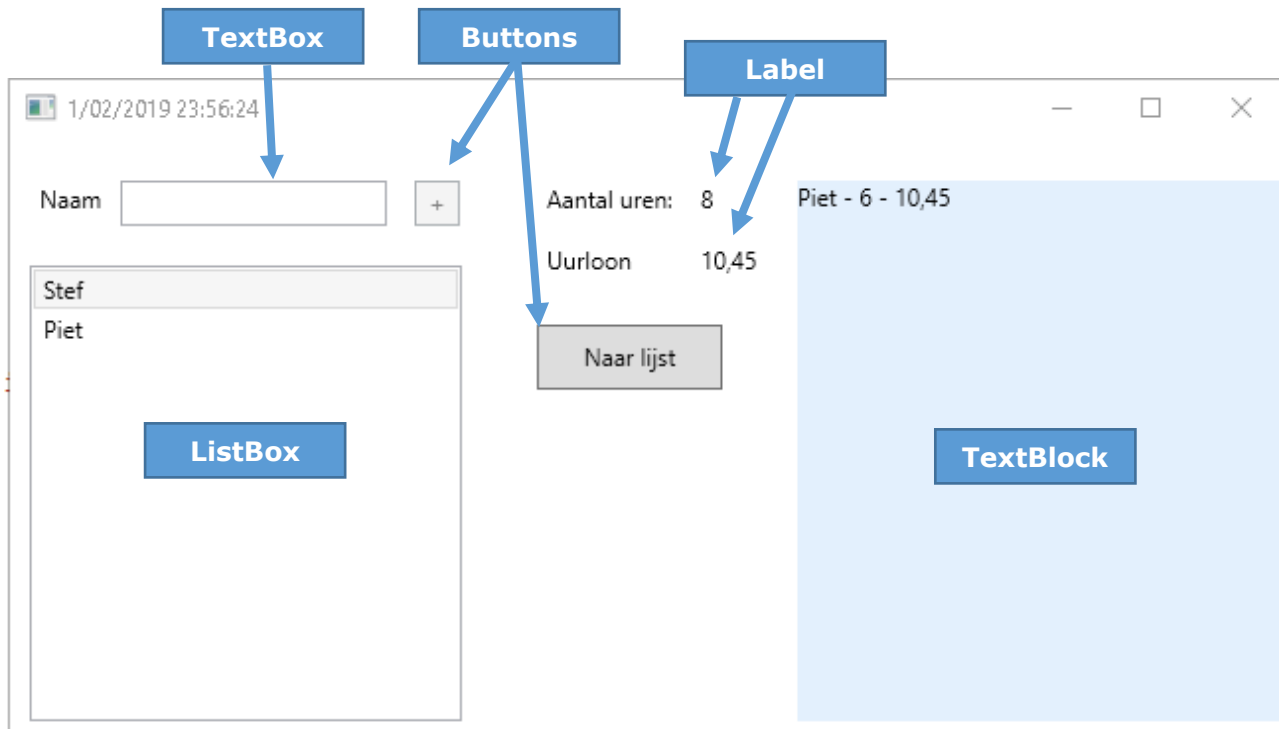 TextBox
Buttons
Label
1/02/2019 23:56:24
Naam
+
Aantal uren: 8
Piet - 6 - 10,45
Uurloon 10,45
Stef
Piet
Naar lijst
ListBox
TextBlock